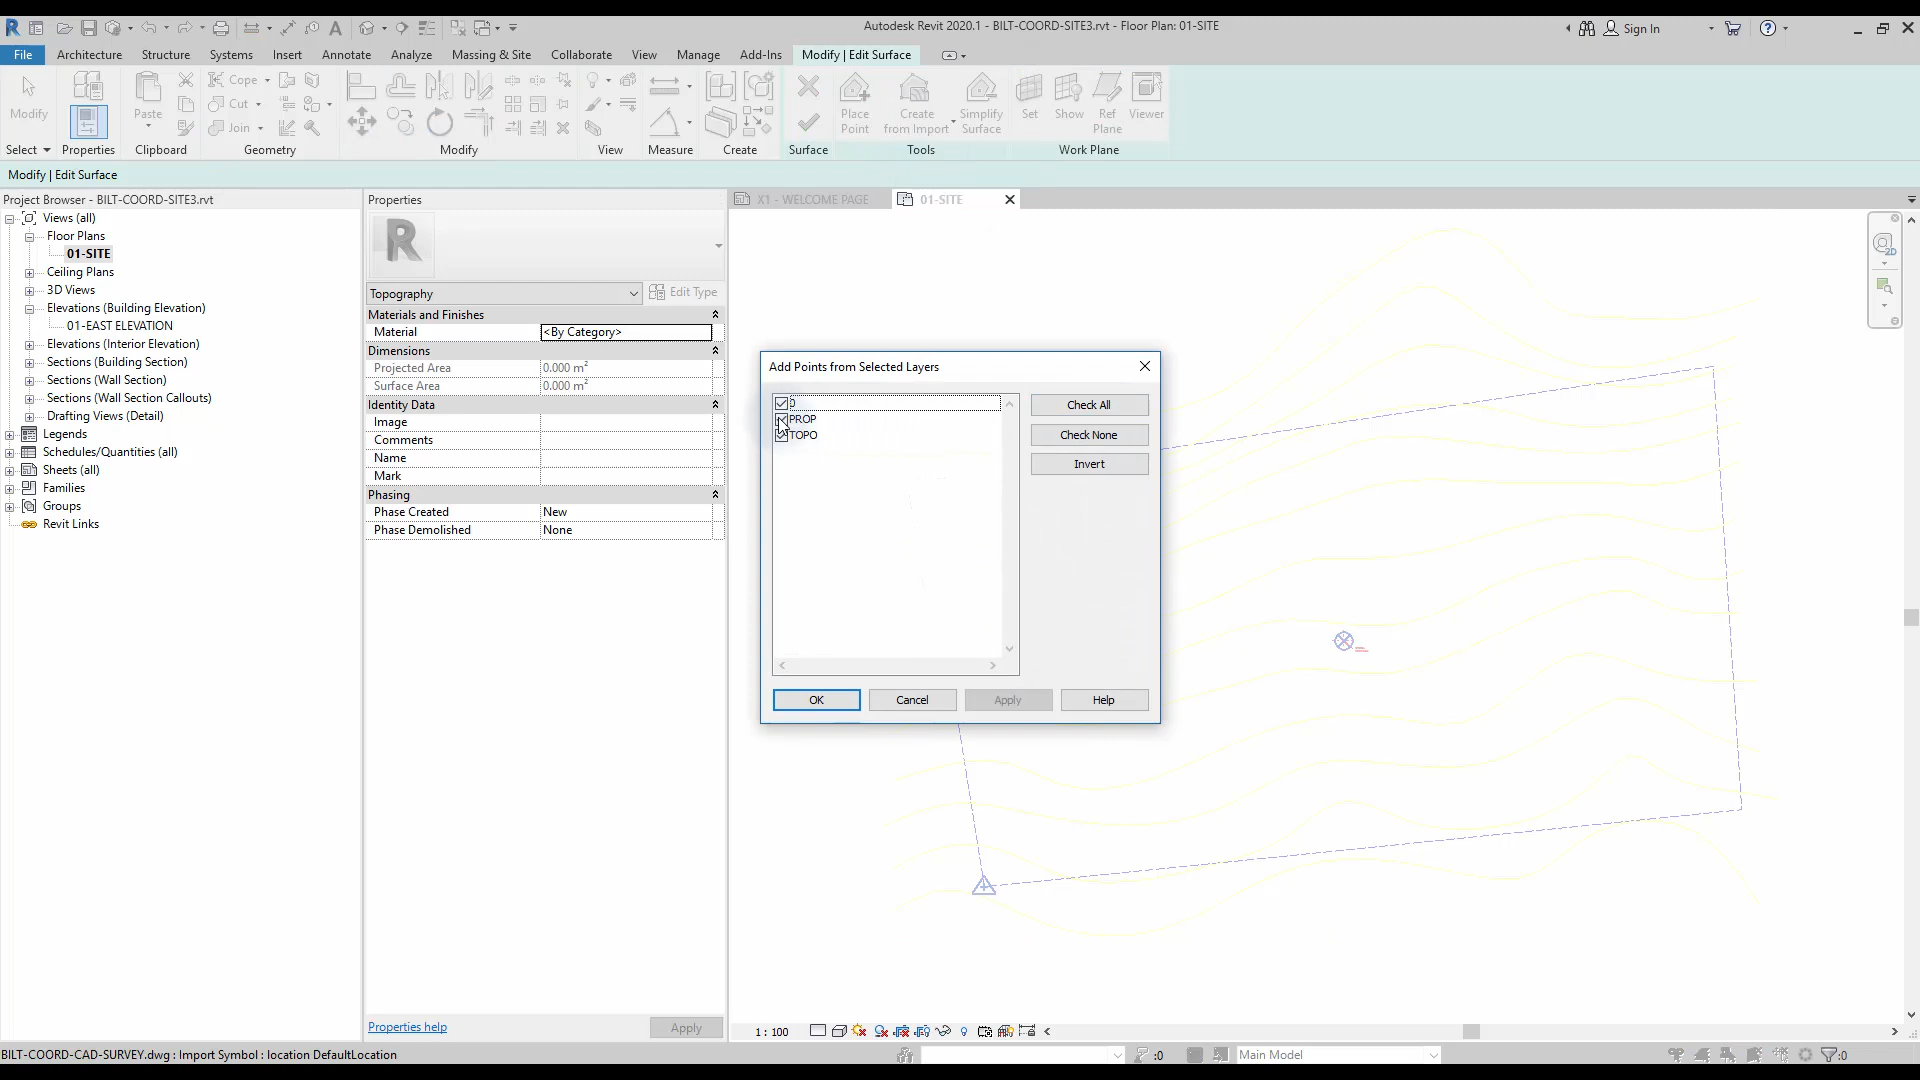 Autodesk Revit 2020.1 - BILT-COORD-SITE3.rvt - Floor Plan: 01-SITE
Sign In
File Architecture Structure Systems Insert Annotate Analyze Massing & Site Collaborate View Manage Add-Ins Modify | Edit Surface
Modify
Paste
Cope
Cut
Join
Place Point
Create from Import
Simplify Surface
Set
Show
Ref Plane
Viewer
Select Properties Clipboard Geometry Modify View Measure Create Surface Tools Work Plane
Modify | Edit Surface
Project Browser - BILT-COORD-SITE3.rvt
Views (all)
Floor Plans
01-SITE
Ceiling Plans
3D Views
Elevations (Building Elevation)
01-EAST ELEVATION
Elevations (Interior Elevation)
Sections (Building Section)
Sections (Wall Section)
Sections (Wall Section Callouts)
Drafting Views (Detail)
Legends
Schedules/Quantities (all)
Sheets (all)
Families
Groups
Revit Links
Properties
R
Topography
Edit Type
Materials and Finishes
Material <By Category>
Dimensions
Projected Area 0.000 m²
Surface Area 0.000 m²
Identity Data
Image
Comments
Name
Mark
Phasing
Phase Created New
Phase Demolished None
Properties help
Apply
X1 - WELCOME PAGE
01-SITE
2D
Add Points from Selected Layers
0
PROP
TOPO
Check All
Check None
Invert
OK
Cancel
Apply
Help
1 : 100
BILT-COORD-CAD-SURVEY.dwg : Import Symbol : location DefaultLocation
:0
Main Model
:0